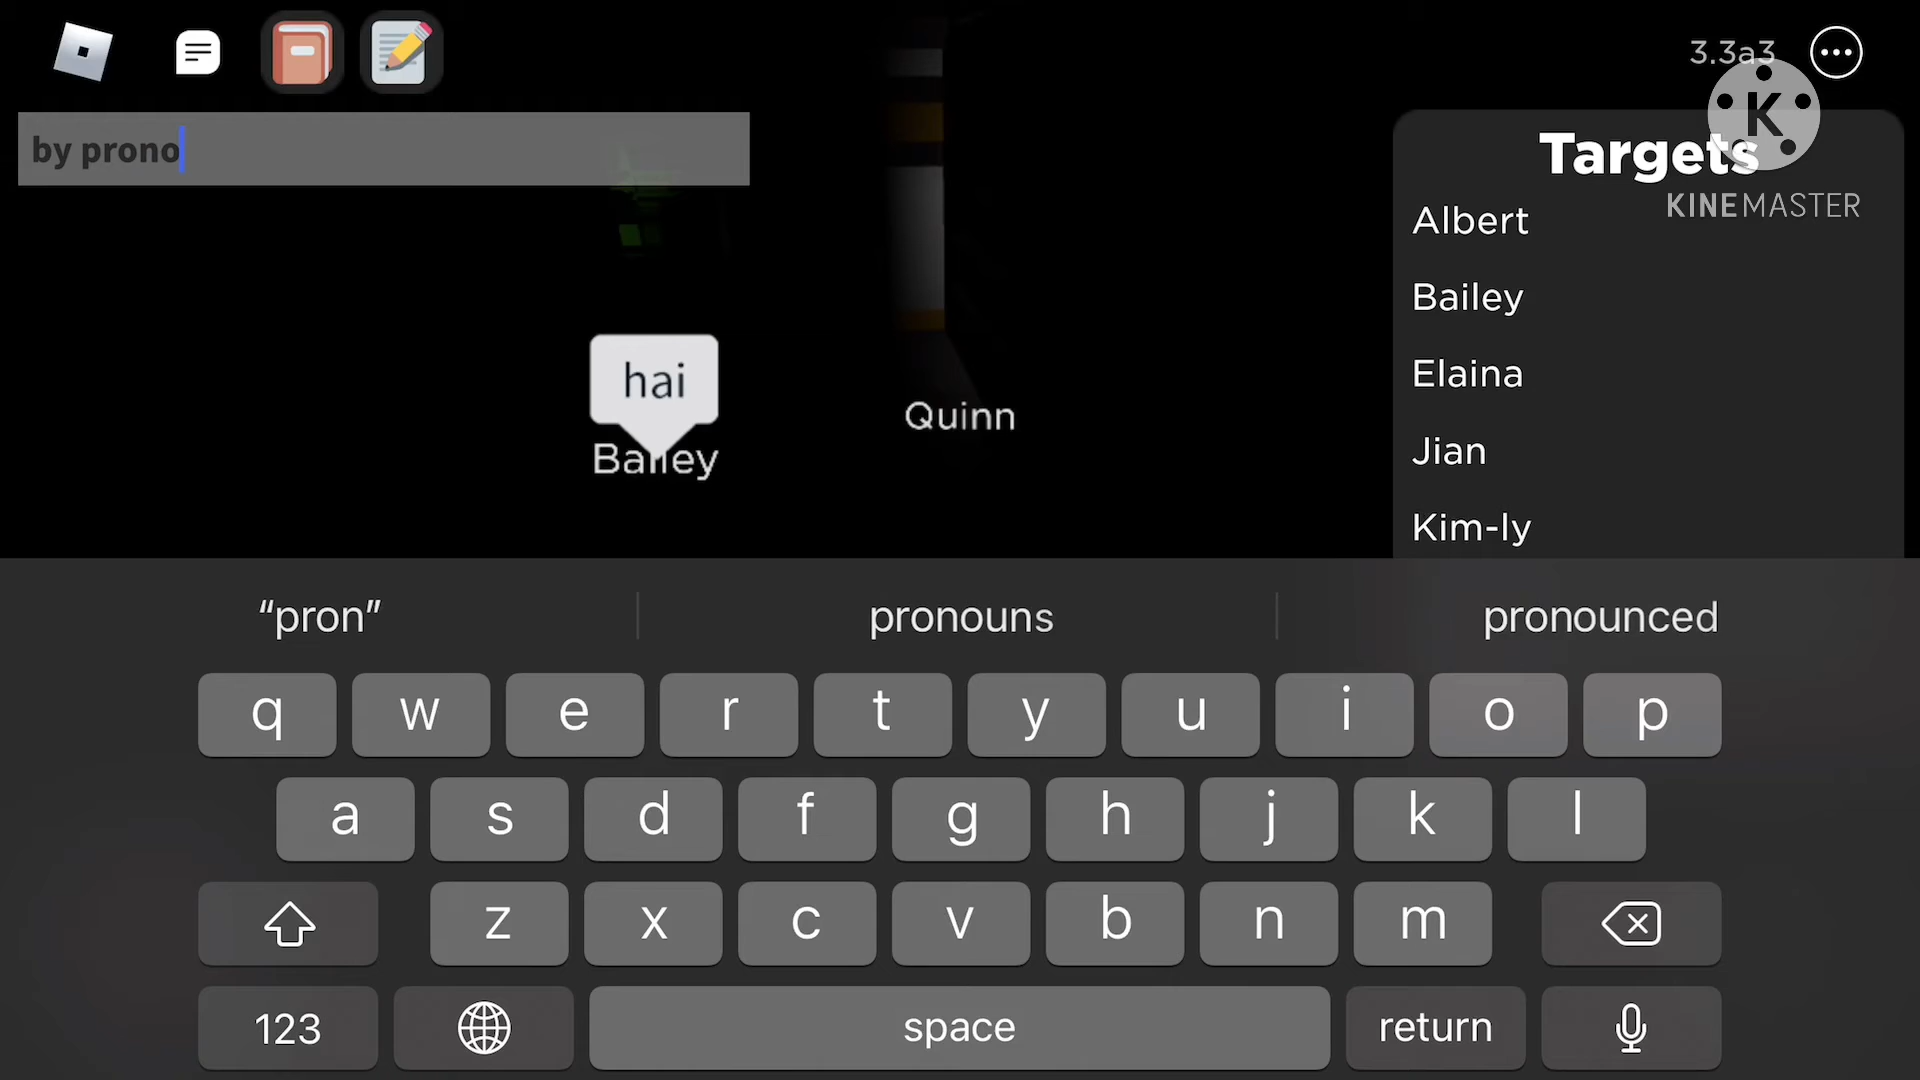 3.3a3
by prono
Targets
K
KINEMASTER
Albert
Bailey
Elaina
Jian
Kim-ly
hai
Bailey
Quinn
“pron” pronouns pronounced
q w e r t y u i o p
a s d f g h j k l
z x c v b n m
123 space return